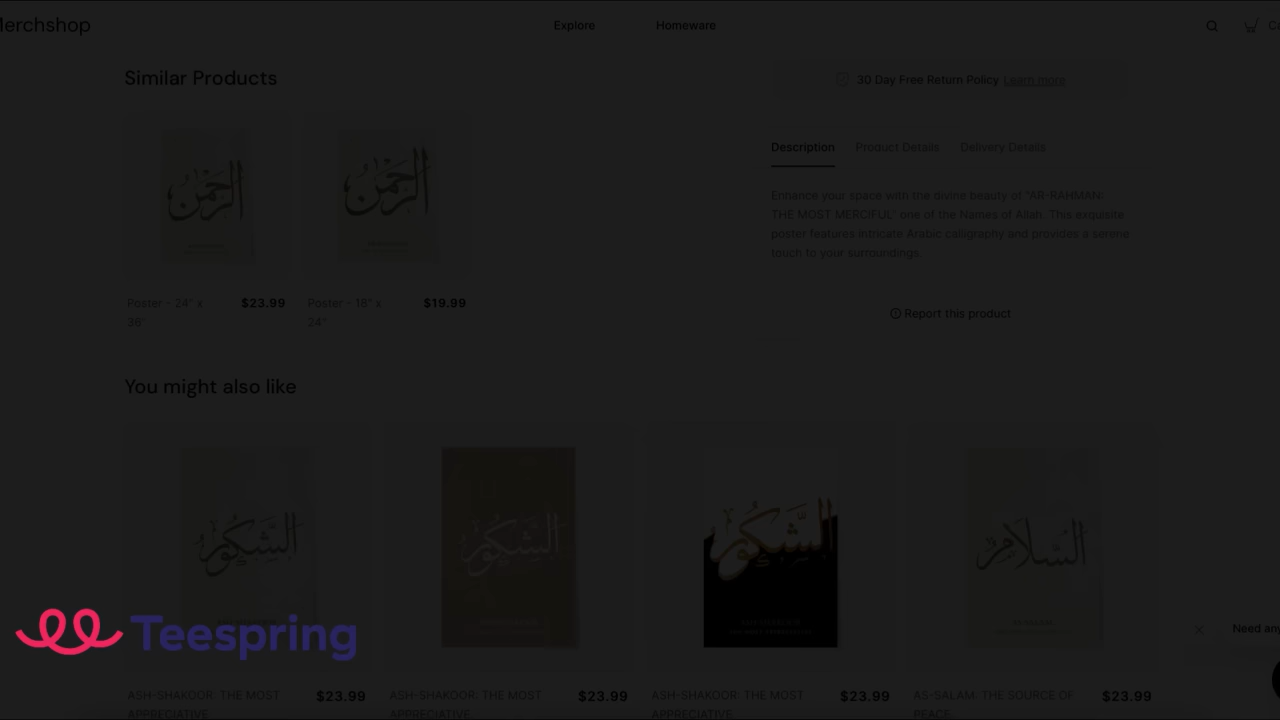 Merchshop
Explore
Homeware
Similar Products
30 Day Free Return Policy Learn more
الرحمن
الرحمن
Description
Product Details
Delivery Details
Enhance your space with the divine beauty of 'AR-RAHMAN:
THE MOST MERCIFUL' one of the Names of Allah. This exquisite
poster features intricate Arabic caligraphy and provides a serene
touch to your surroundings.
Poster - 24" x
36"
$23.99
Poster - 18" x
24"
$19.99
Report this product
You might also like
الشكور
الشكور
الشكور
السلام
Teespring
Need any
ASH-SHAKOOR: THE MOST
APPRECIATIVE
$23.99
ASH-SHAKOOR: THE MOST
APPRECIATIVE
$23.99
ASH-SHAKOOR: THE MOST
APPRECIATIVE
$23.99
AS-SALAM: THE SOURCE OF
PEACE
$23.99